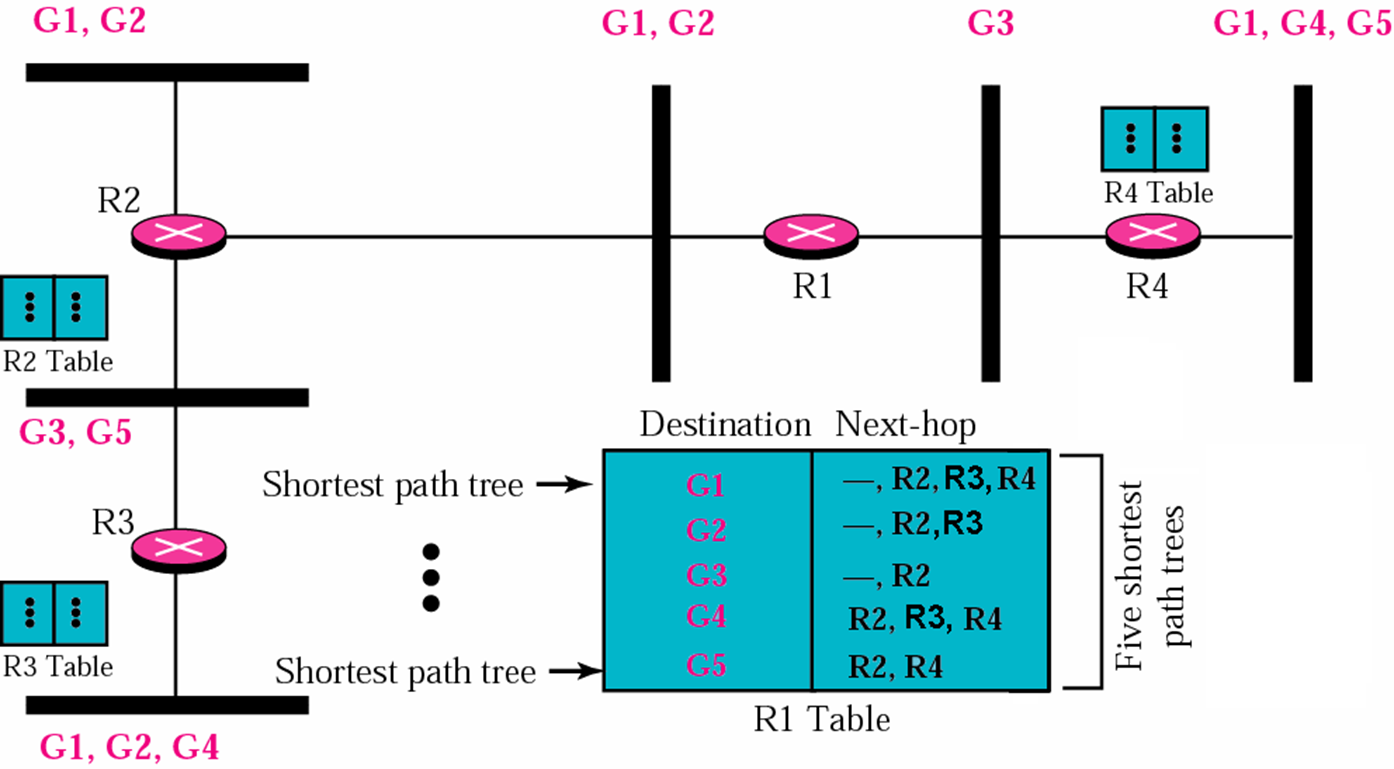 G1, G2
G1, G2
G3
G1, G4, G5
R2
R4 Table
R1
R4
R2 Table
G3, G5
Destination Next-hop
Shortest path tree
G1 —, R2, R3, R4
G2 —, R2,R3
G3 —, R2
G4 R2, R3, R4
Shortest path tree
G5 R2, R4
Five shortest
path trees
R3
R3 Table
R1 Table
G1, G2, G4